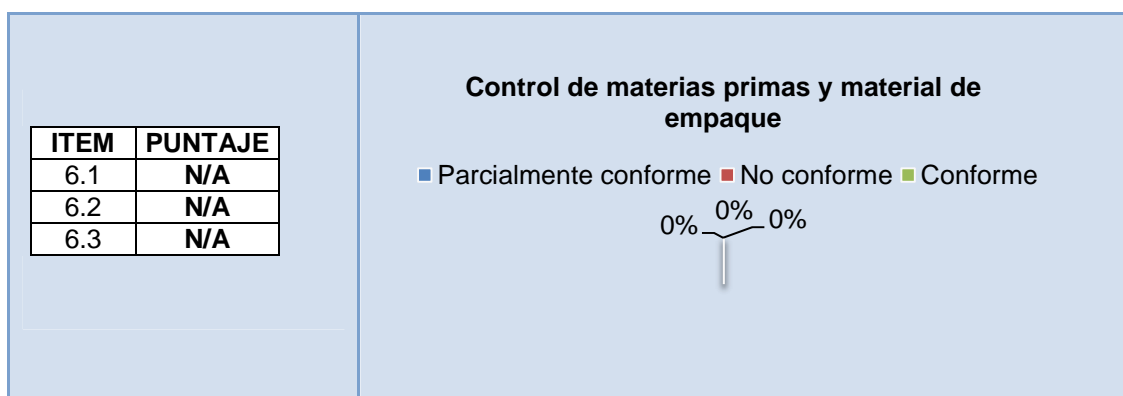 ITEM PUNTAJE
6.1 N/A
6.2 N/A
6.3 N/A
Control de materias primas y material de
empaque
Parcialmente conforme No conforme Conforme
0% 0% 0%